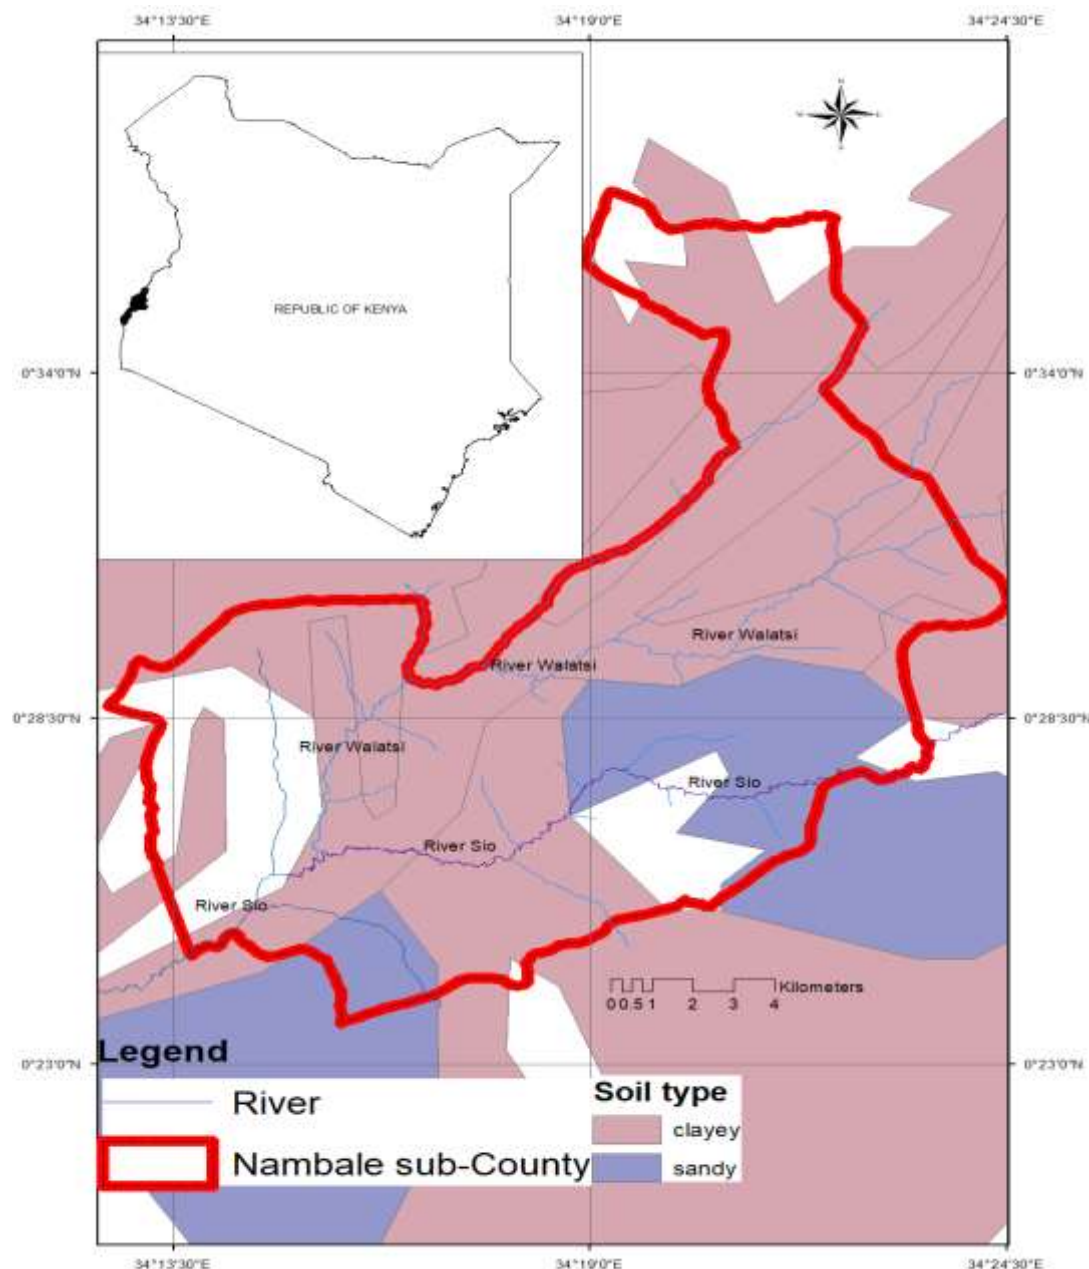 34°13'30"E 34°19'0"E 34°24'30"E
N
W E
S
REPUBLIC OF KENYA
0°34'0"N 0°34'0"N
River Walatsi
River Walatsi
0°28'30"N 0°28'30"N
River Walatsi
River Sio
River Sio
River Sio
Kilometers
0 0.5 1 2 3 4
0°23'0"N 0°23'0"N
Legend
River
Nambale sub-County
Soil type
clayey
sandy
34°13'30"E 34°19'0"E 34°24'30"E